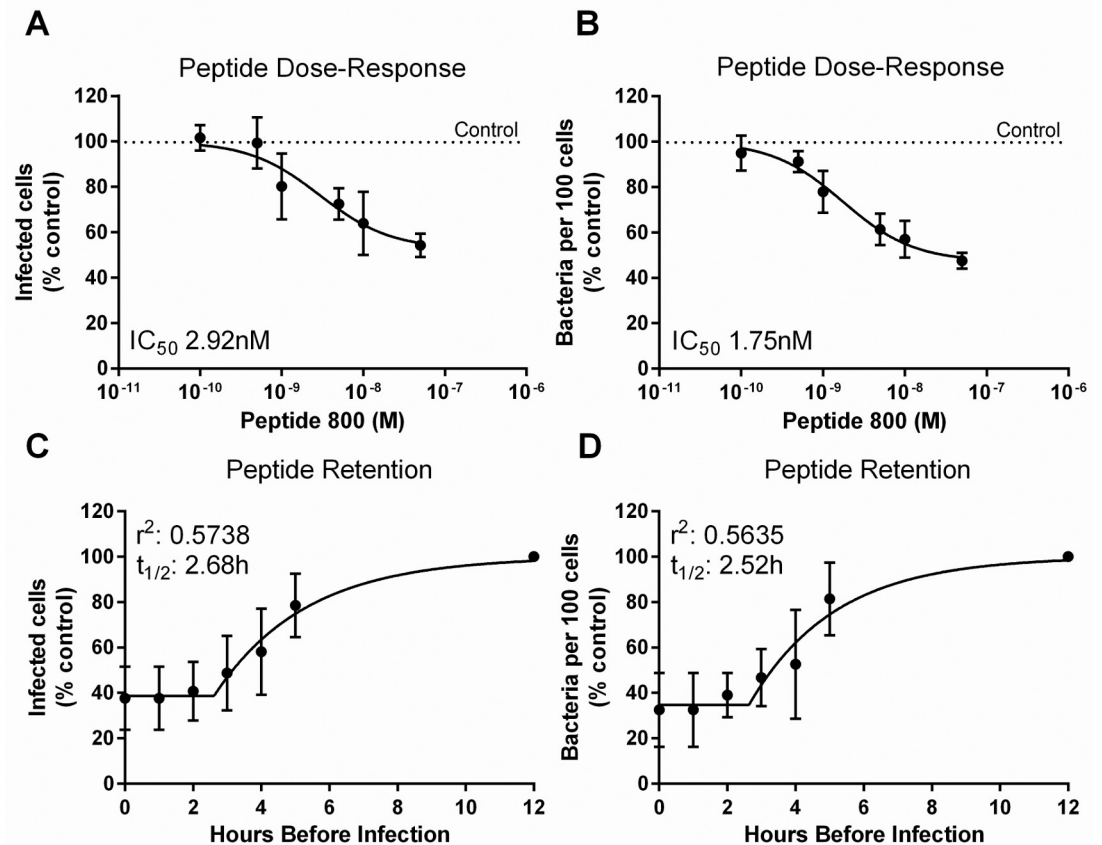 A
Peptide Dose-Response
120
100
80
60
40
20
0
Infected cells
(% control)
Control
IC₅₀ 2.92nM
10⁻¹¹ 10⁻¹⁰ 10⁻⁹ 10⁻⁸ 10⁻⁷ 10⁻⁶
Peptide 800 (M)
B
Peptide Dose-Response
120
100
80
60
40
20
0
Bacteria per 100 cells
(% control)
Control
IC₅₀ 1.75nM
10⁻¹¹ 10⁻¹⁰ 10⁻⁹ 10⁻⁸ 10⁻⁷ 10⁻⁶
Peptide 800 (M)
C
Peptide Retention
120
100
80
60
40
20
0
Infected cells
(% control)
r²: 0.5738
t₁/₂: 2.68h
0 2 4 6 8 10 12
Hours Before Infection
D
Peptide Retention
120
100
80
60
40
20
0
Bacteria per 100 cells
(% control)
r²: 0.5635
t₁/₂: 2.52h
0 2 4 6 8 10 12
Hours Before Infection